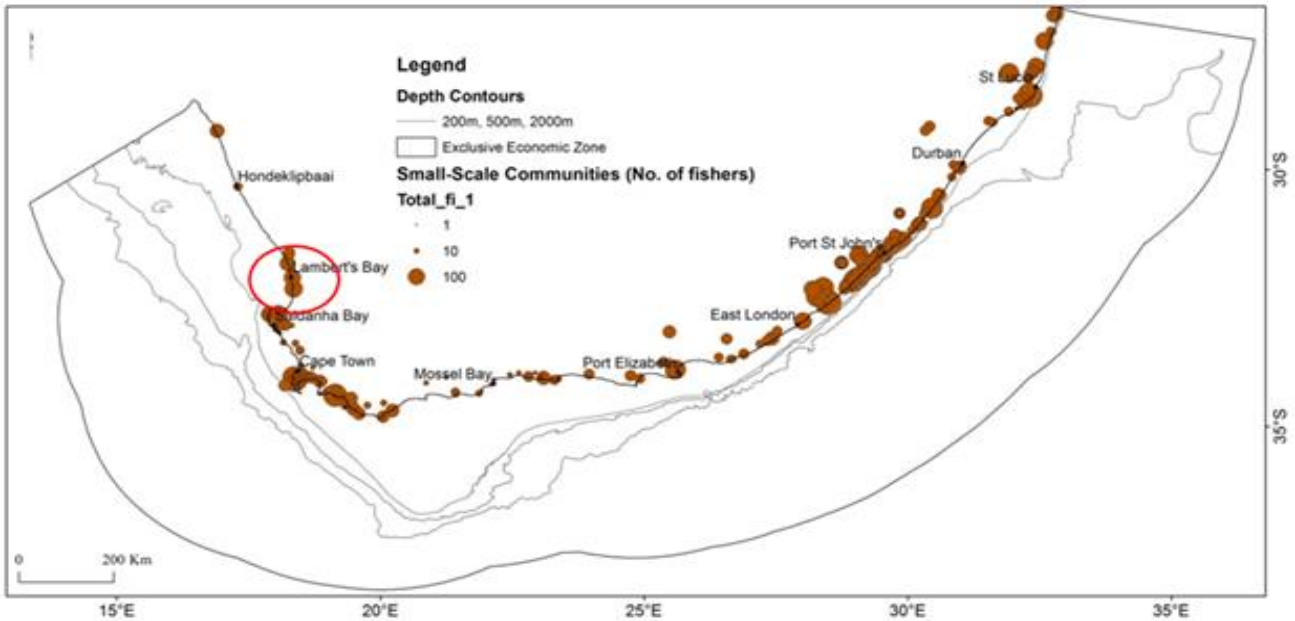 Legend
Depth Contours
200m, 500m, 2000m
Exclusive Economic Zone
Small-Scale Communities (No. of fishers)
Total_fi_1
1
10
100
St Lucia
Durban
Hondeklipbaai
Port St John's
Lambert's Bay
East London
Saldanha Bay
Cape Town
Mossel Bay
Port Elizabeth
30°S
35°S
0 200 Km
15°E 20°E 25°E 30°E 35°E